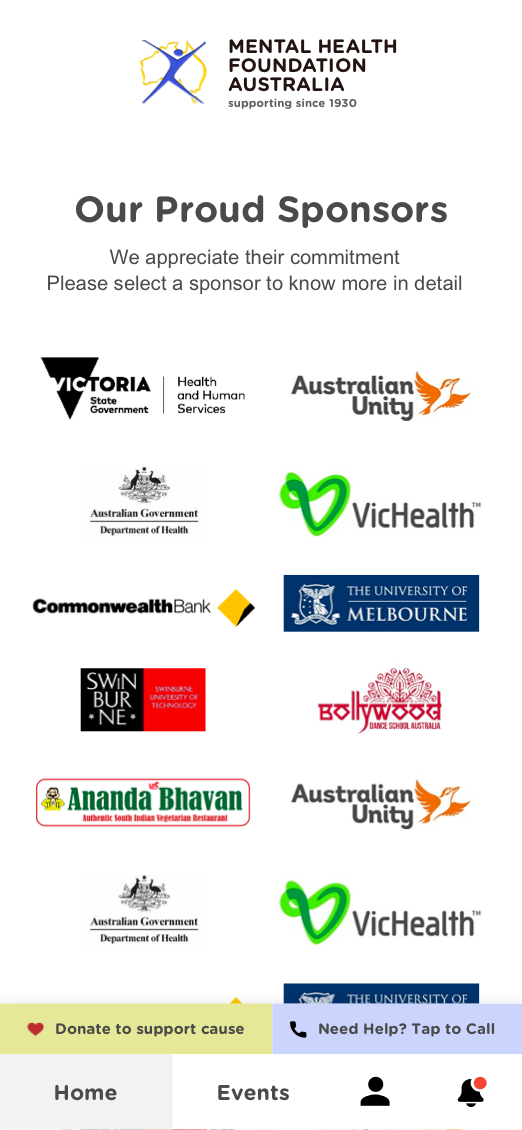 MENTAL HEALTH
FOUNDATION
AUSTRALIA
supporting since 1930
Our Proud Sponsors
We appreciate their commitment
Please select a sponsor to know more in detail
VICTORIA
State
Government
Health
and Human
Services
Australian
Unity
Australian Government
Department of Health
VicHealth™
CommonwealthBank
THE UNIVERSITY OF
MELBOURNE
SWIN
BUR
*NE*
SWINBURNE
UNIVERSITY OF
TECHNOLOGY
Bollywood
DANCE SCHOOL AUSTRALIA
Ananda Bhavan
Authentic South Indian Vegetarian Restaurant
Australian
Unity
Australian Government
Department of Health
VicHealth™
THE UNIVERSITY OF
Donate to support cause
Need Help? Tap to Call
Home
Events